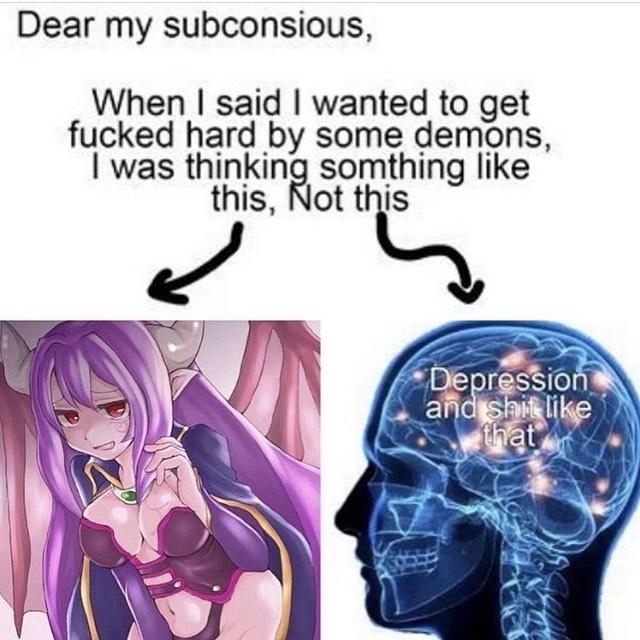 Dear my subconsious,
When I said I wanted to get
fucked hard by some demons,
I was thinking somthing like
this, Not this
Depression
and shit like
that